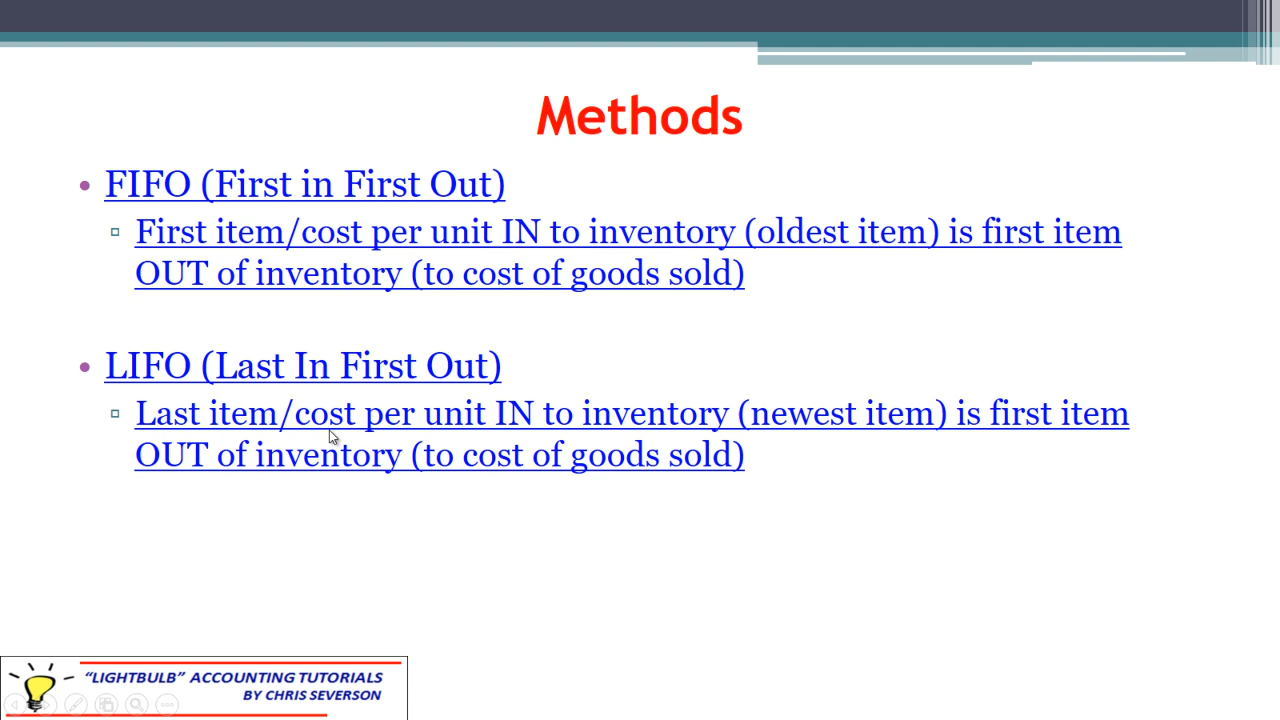 Methods
FIFO (First in First Out)
First item/cost per unit IN to inventory (oldest item) is first item
OUT of inventory (to cost of goods sold)
LIFO (Last In First Out)
Last item/cost per unit IN to inventory (newest item) is first item
OUT of inventory (to cost of goods sold)
“LIGHTBULB” ACCOUNTING TUTORIALS
BY CHRIS SEVERSON